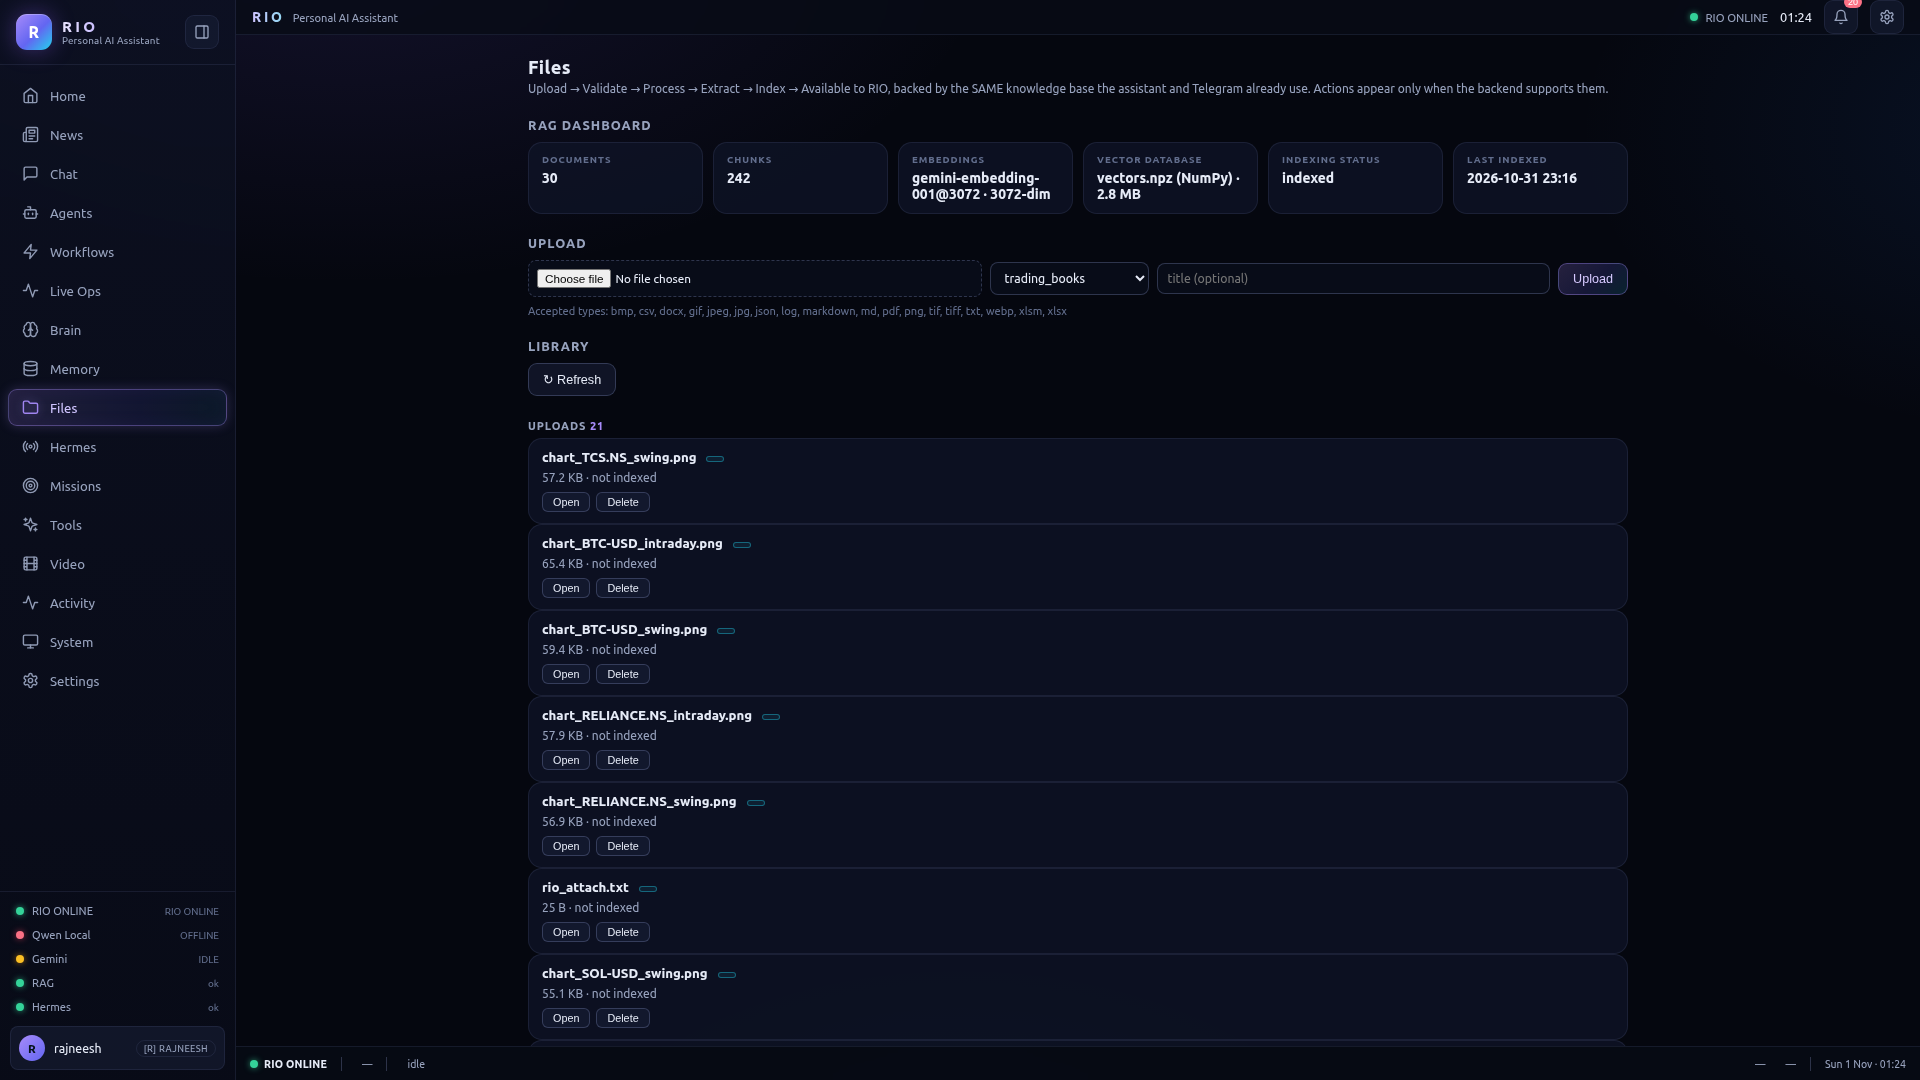 R
RIO
Personal AI Assistant
Home
News
Chat
Agents
Workflows
Live Ops
Brain
Memory
Files
Hermes
Missions
Tools
Video
Activity
System
Settings
RIO ONLINE RIO ONLINE
Qwen Local OFFLINE
Gemini IDLE
RAG ok
Hermes ok
R rajneesh [R] RAJNEESH
RIO Personal AI Assistant
RIO ONLINE 01:24 20
Files
Upload → Validate → Process → Extract → Index → Available to RIO, backed by the SAME knowledge base the assistant and Telegram already use. Actions appear only when the backend supports them.
RAG DASHBOARD
DOCUMENTS
30
CHUNKS
242
EMBEDDINGS
gemini-embedding-
001@3072 · 3072-dim
VECTOR DATABASE
vectors.npz (NumPy) ·
2.8 MB
INDEXING STATUS
indexed
LAST INDEXED
2026-10-31 23:16
UPLOAD
Choose file No file chosen trading_books title (optional) Upload
Accepted types: bmp, csv, docx, gif, jpeg, jpg, json, log, markdown, md, pdf, png, tif, tiff, txt, webp, xlsm, xlsx
LIBRARY
↻ Refresh
UPLOADS 21
chart_TCS.NS_swing.png
57.2 KB · not indexed
Open Delete
chart_BTC-USD_intraday.png
65.4 KB · not indexed
Open Delete
chart_BTC-USD_swing.png
59.4 KB · not indexed
Open Delete
chart_RELIANCE.NS_intraday.png
57.9 KB · not indexed
Open Delete
chart_RELIANCE.NS_swing.png
56.9 KB · not indexed
Open Delete
rio_attach.txt
25 B · not indexed
Open Delete
chart_SOL-USD_swing.png
55.1 KB · not indexed
Open Delete
RIO ONLINE — idle — — Sun 1 Nov · 01:24